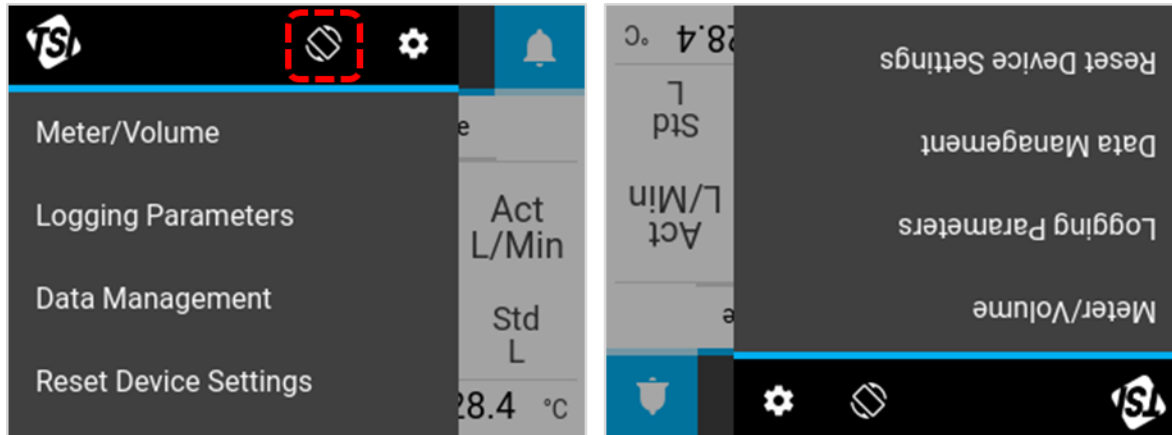 TSI
Meter/Volume
Logging Parameters
Data Management
Reset Device Settings
e
Act
L/Min
Std
L
28.4 °C
TSI
Meter/Volume
Logging Parameters
Data Management
Reset Device Settings
e
Act
L/Min
Std
L
28.4 °C